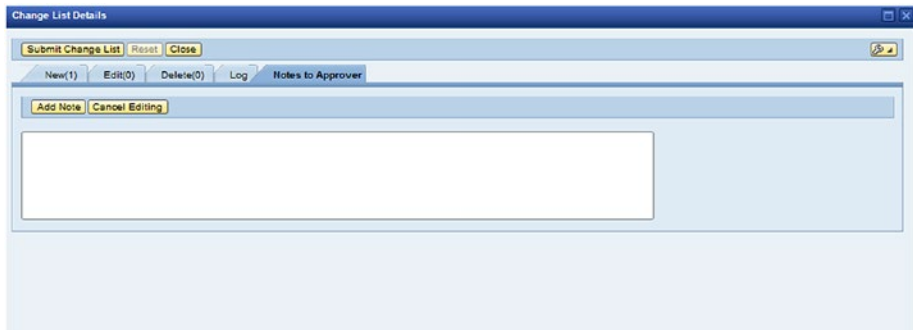 Change List Details
Submit Change List Reset Close
New(1) Edit(0) Delete(0) Log Notes to Approver
Add Note Cancel Editing